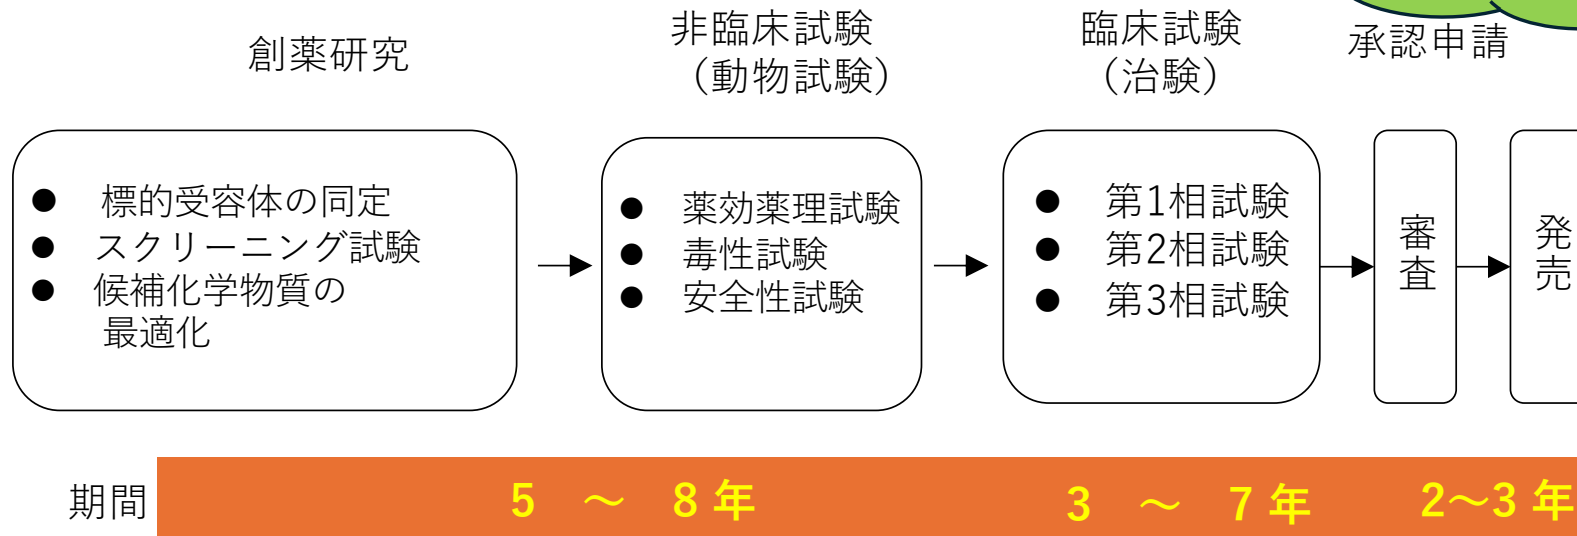 創薬研究
非臨床試験
（動物試験）
臨床試験
（治験）
承認申請
● 標的受容体の同定
● スクリーニング試験
● 候補化学物質の
最適化
● 薬効薬理試験
● 毒性試験
● 安全性試験
● 第1相試験
● 第2相試験
● 第3相試験
審査
発売
期間
5 ～ 8 年
3 ～ 7 年
2～3 年